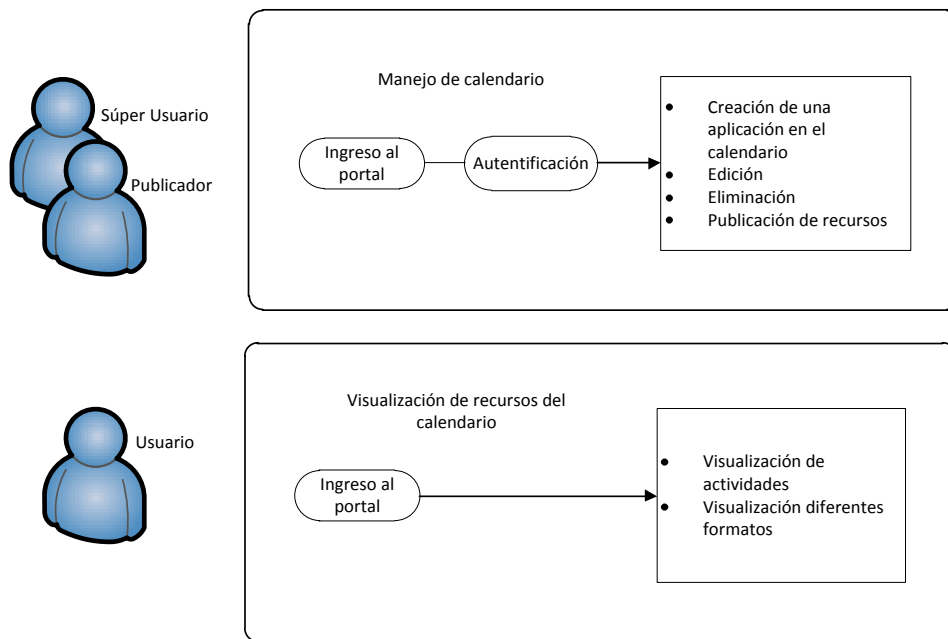 Súper Usuario
Publicador
Manejo de calendario
Ingreso al
portal
Autentificación
• Creación de una
aplicación en el
calendario
• Edición
• Eliminación
• Publicación de recursos
Usuario
Visualización de recursos del
calendario
Ingreso al
portal
• Visualización de
actividades
• Visualización diferentes
formatos